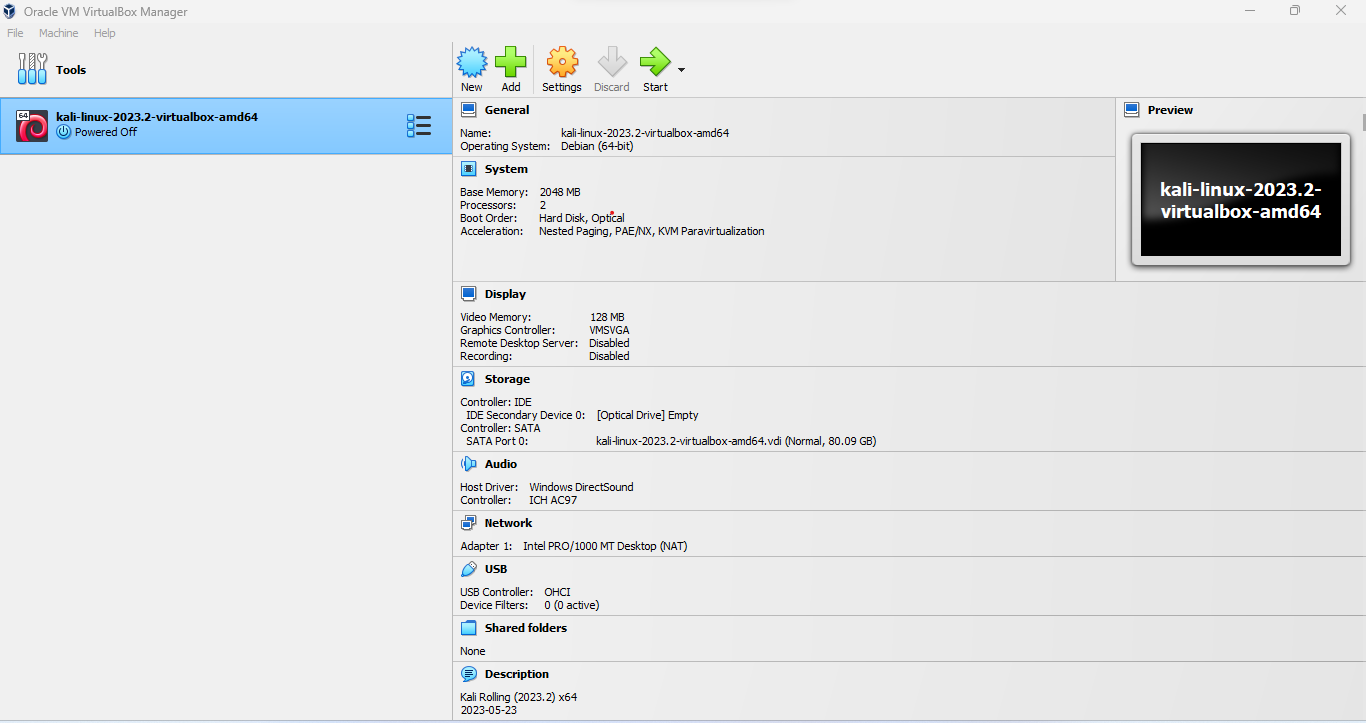 Oracle VM VirtualBox Manager
File Machine Help
Tools
New Add Settings Discard Start
64
kali-linux-2023.2-virtualbox-amd64
Powered Off
General
Name: kali-linux-2023.2-virtualbox-amd64
Operating System: Debian (64-bit)
Preview
kali-linux-2023.2-
virtualbox-amd64
System
Base Memory: 2048 MB
Processors: 2
Boot Order: Hard Disk, Optical
Acceleration: Nested Paging, PAE/NX, KVM Paravirtualization
Display
Video Memory: 128 MB
Graphics Controller: VMSVGA
Remote Desktop Server: Disabled
Recording: Disabled
Storage
Controller: IDE
IDE Secondary Device 0: [Optical Drive] Empty
Controller: SATA
SATA Port 0: kali-linux-2023.2-virtualbox-amd64.vdi (Normal, 80.09 GB)
Audio
Host Driver: Windows DirectSound
Controller: ICH AC97
Network
Adapter 1: Intel PRO/1000 MT Desktop (NAT)
USB
USB Controller: OHCI
Device Filters: 0 (0 active)
Shared folders
None
Description
Kali Rolling (2023.2) x64
2023-05-23